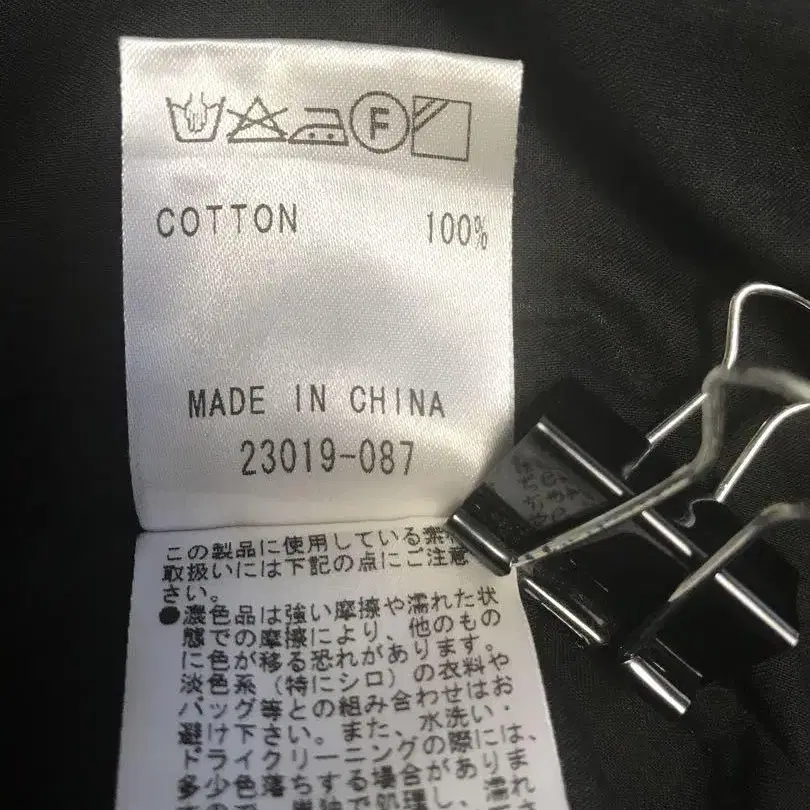 F
COTTON 100%
MADE IN CHINA
23019-087
この製品に使用している素材
取扱いには下記の点にご注意
さい。
●濃色品は強い摩擦や濡れた状
態での摩擦により、他のもの
に色が移る恐れがあります。
淡色系（特にシロ）の衣料や
バッグ等との組み合わせはお
避け下さい。また、水洗い・
ドライクリーニングの際には、
多少色落ちする場合がありま
処理し、濡れ